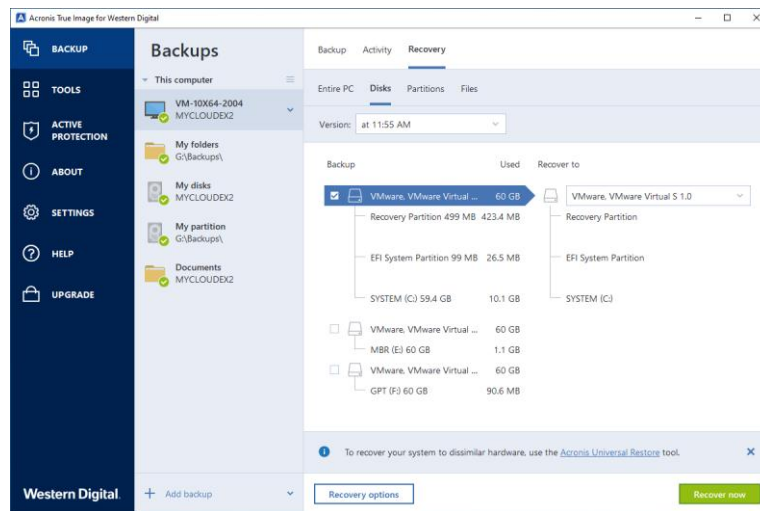 Acronis True Image for Western Digital
BACKUP
TOOLS
ACTIVE
PROTECTION
ABOUT
SETTINGS
HELP
UPGRADE
Western Digital.
Backups
This computer
VM-10X64-2004
MYCLOUDEX2
My folders
G:\Backups\
My disks
MYCLOUDEX2
My partition
G:\Backups\
Documents
MYCLOUDEX2
+ Add backup
Backup Activity Recovery
Entire PC Disks Partitions Files
Version: at 11:55 AM
Backup Used Recover to
VMware, VMware Virtual ... 60 GB VMware, VMware Virtual S 1.0
Recovery Partition 499 MB 423.4 MB Recovery Partition
EFI System Partition 99 MB 26.5 MB EFI System Partition
SYSTEM (C:) 59.4 GB 10.1 GB SYSTEM (C:)
VMware, VMware Virtual ... 60 GB
MBR (E:) 60 GB 1.1 GB
VMware, VMware Virtual ... 60 GB
GPT (F:) 60 GB 90.6 MB
To recover your system to dissimilar hardware, use the Acronis Universal Restore tool.
Recovery options Recover now